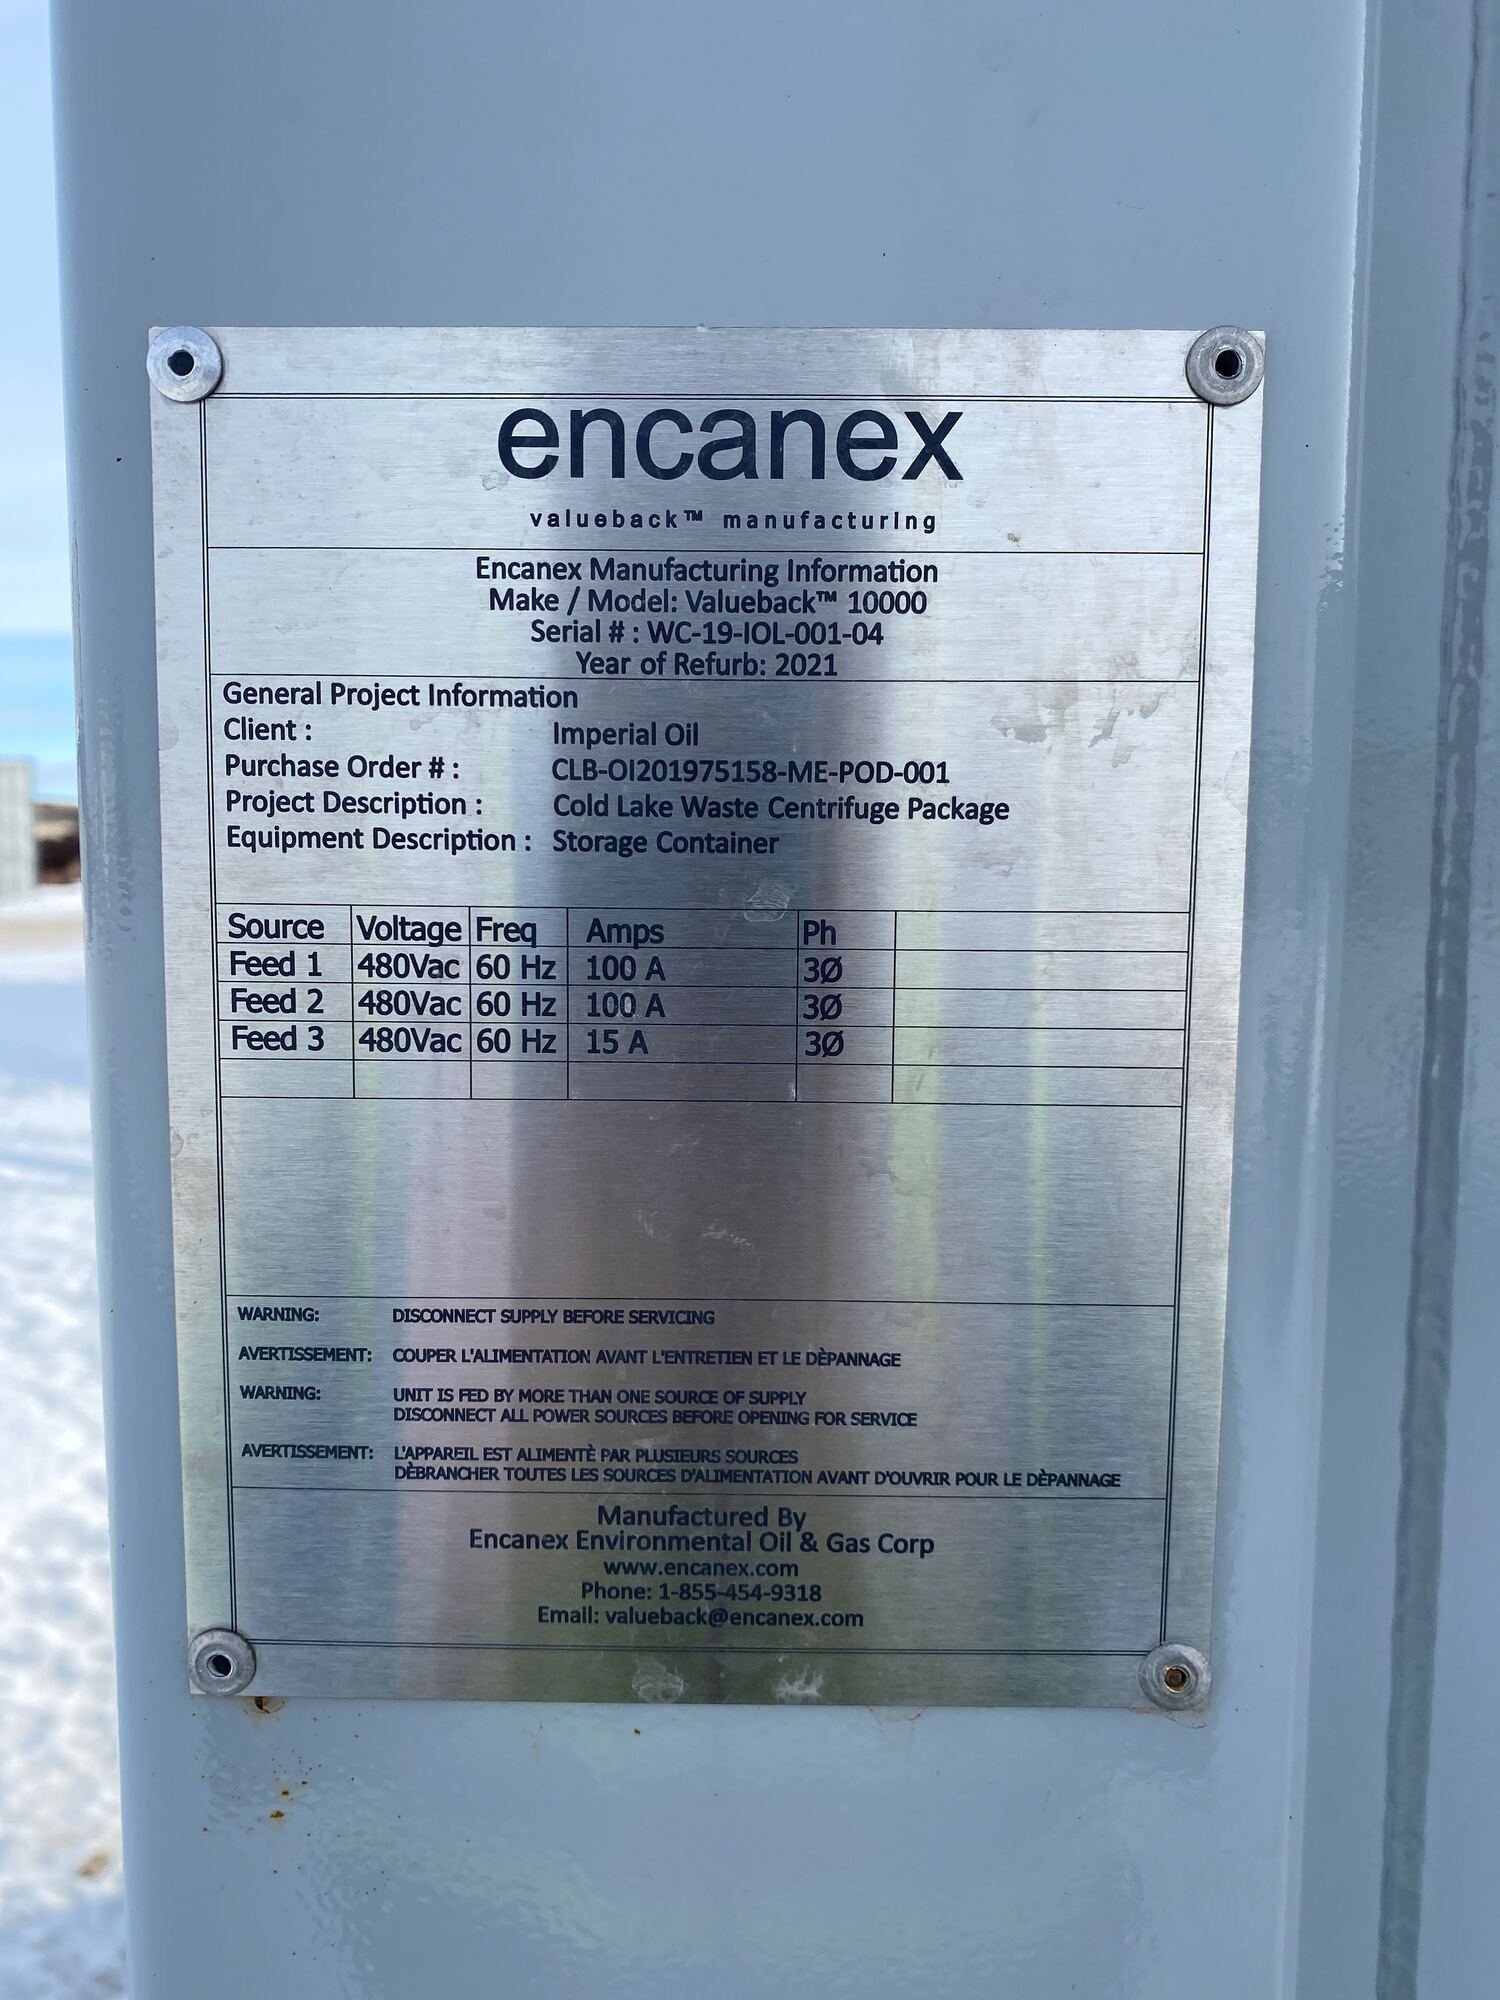 encanex
valueback™ manufacturing
Encanex Manufacturing Information
Make / Model: Valueback™ 10000
Serial # : WC-19-IOL-001-04
Year of Refurb: 2021
General Project Information
Client : Imperial Oil
Purchase Order # : CLB-OI201975158-ME-POD-001
Project Description : Cold Lake Waste Centrifuge Package
Equipment Description : Storage Container
Source Voltage Freq Amps Ph
Feed 1 480Vac 60 Hz 100 A 3Ø
Feed 2 480Vac 60 Hz 100 A 3Ø
Feed 3 480Vac 60 Hz 15 A 3Ø
WARNING: DISCONNECT SUPPLY BEFORE SERVICING
AVERTISSEMENT: COUPER L'ALIMENTATION AVANT L'ENTRETIEN ET LE DÈPANNAGE
WARNING: UNIT IS FED BY MORE THAN ONE SOURCE OF SUPPLY
DISCONNECT ALL POWER SOURCES BEFORE OPENING FOR SERVICE
AVERTISSEMENT: L'APPAREIL EST ALIMENTÈ PAR PLUSIEURS SOURCES
DÈBRANCHER TOUTES LES SOURCES D'ALIMENTATION AVANT D'OUVRIR POUR LE DÈPANNAGE
Manufactured By
Encanex Environmental Oil & Gas Corp
www.encanex.com
Phone: 1-855-454-9318
Email: valueback@encanex.com